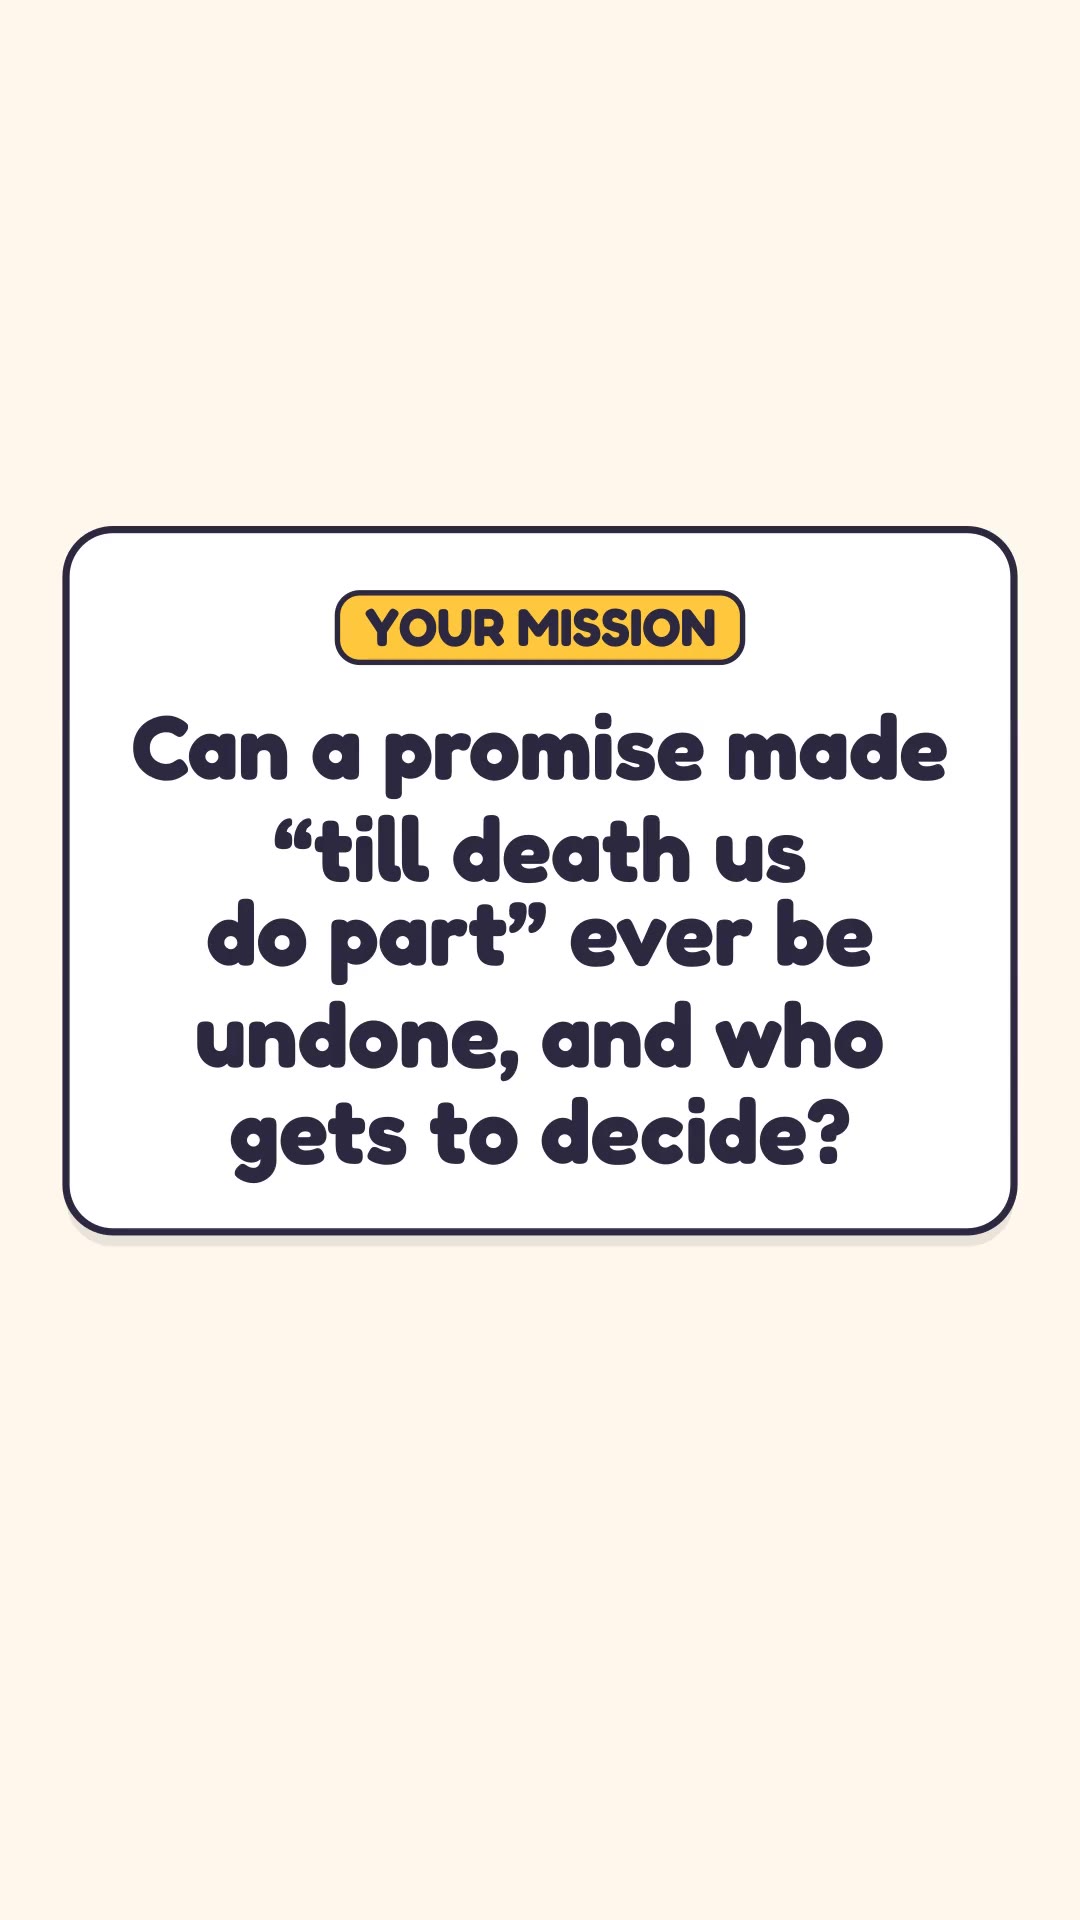 YOUR MISSION
Can a promise made
“till death us
do part” ever be
undone, and who
gets to decide?